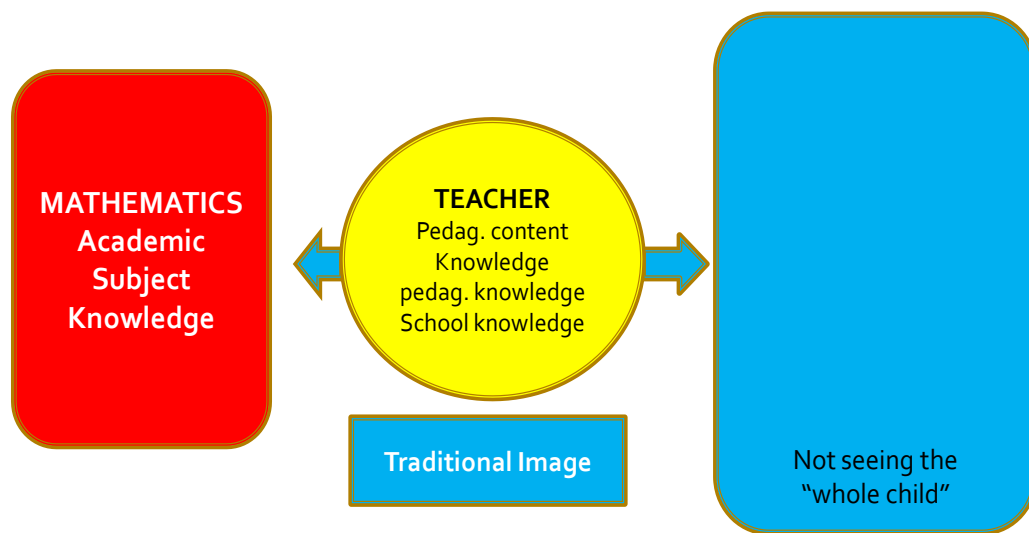 MATHEMATICS
Academic
Subject
Knowledge
TEACHER
Pedag. content
Knowledge
pedag. knowledge
School knowledge
Traditional Image
Not seeing the
“whole child”